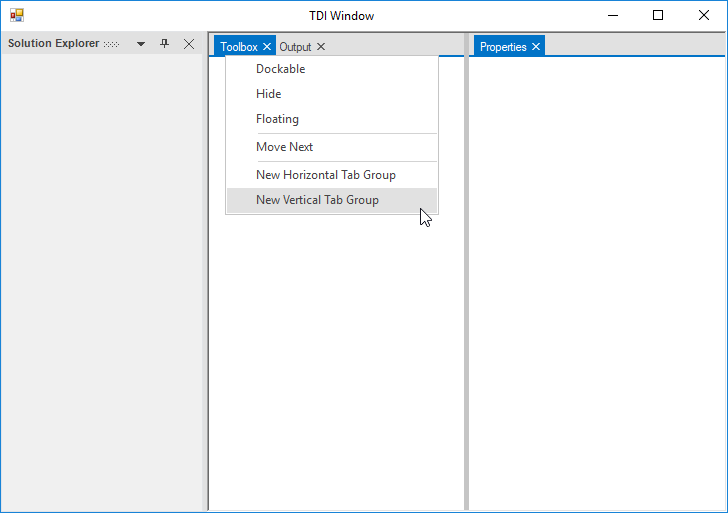 TDI Window
Solution Explorer
Toolbox
Output
Properties
Dockable
Hide
Floating
Move Next
New Horizontal Tab Group
New Vertical Tab Group